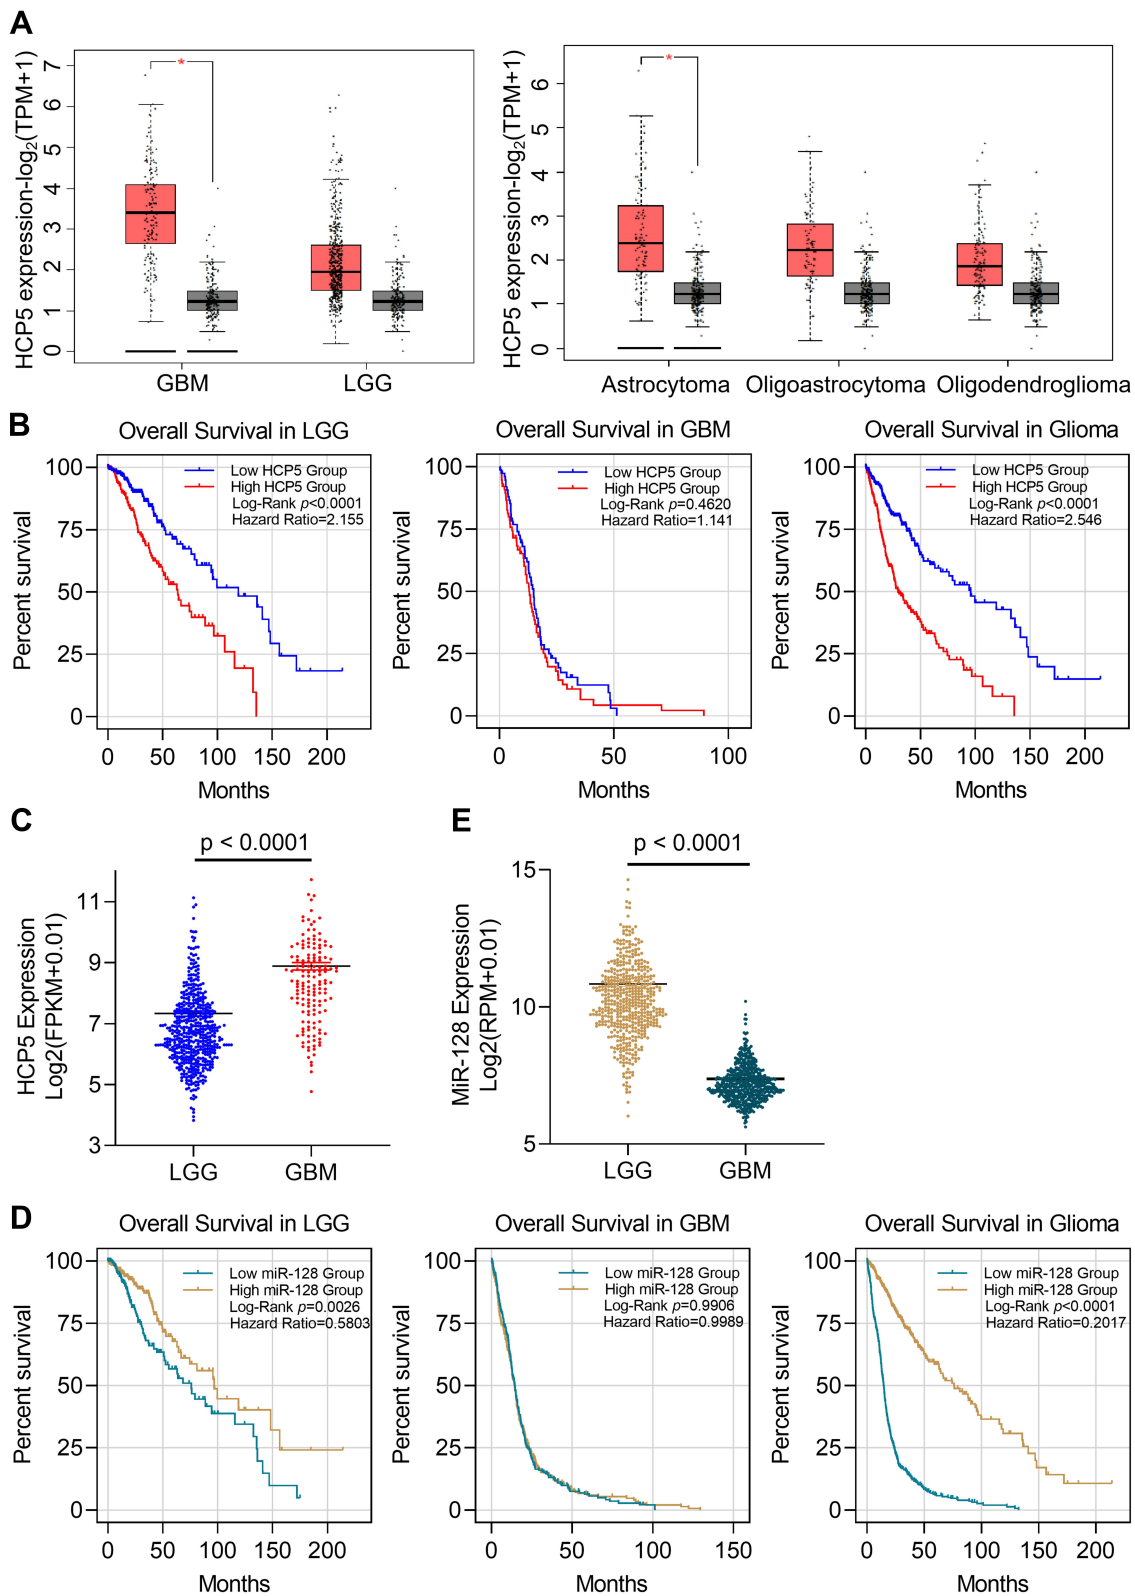 A
HCP5 expression-log2(TPM+1)
7
6
5
4
3
2
1
0
*
GBM
LGG
HCP5 expression-log2(TPM+1)
6
5
4
3
2
1
0
*
Astrocytoma
Oligoastrocytoma
Oligodendroglioma
B
Overall Survival in LGG
Percent survival
100
75
50
25
0
Low HCP5 Group
High HCP5 Group
Log-Rank p<0.0001
Hazard Ratio=2.155
0 50 100 150 200
Months
Overall Survival in GBM
Percent survival
100
75
50
25
0
Low HCP5 Group
High HCP5 Group
Log-Rank p=0.4620
Hazard Ratio=1.141
0 50 100
Months
Overall Survival in Glioma
Percent survival
100
75
50
25
0
Low HCP5 Group
High HCP5 Group
Log-Rank p<0.0001
Hazard Ratio=2.546
0 50 100 150 200
Months
C
p < 0.0001
HCP5 Expression
Log2(FPKM+0.01)
11
9
7
5
3
LGG
GBM
E
p < 0.0001
MiR-128 Expression
Log2(RPM+0.01)
15
10
5
LGG
GBM
D
Overall Survival in LGG
Percent survival
100
75
50
25
0
Low miR-128 Group
High miR-128 Group
Log-Rank p=0.0026
Hazard Ratio=0.5803
0 50 100 150 200
Months
Overall Survival in GBM
Percent survival
100
75
50
25
0
Low miR-128 Group
High miR-128 Group
Log-Rank p=0.9906
Hazard Ratio=0.9989
0 50 100 150
Months
Overall Survival in Glioma
Percent survival
100
75
50
25
0
Low miR-128 Group
High miR-128 Group
Log-Rank p<0.0001
Hazard Ratio=0.2017
0 50 100 150 200
Months